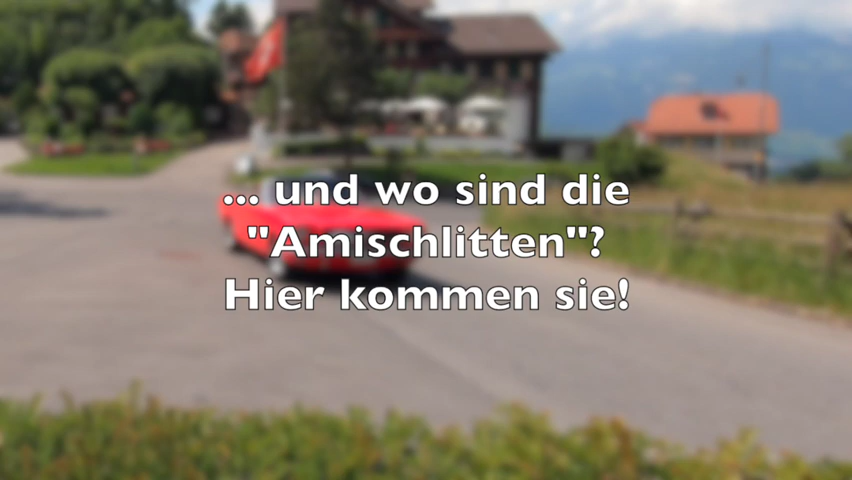 ... und wo sind die
"Amischlitten"?
Hier kommen sie!